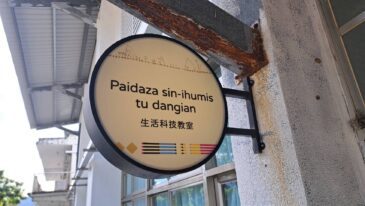 Paidaza sin-ihumis
tu dangian
生活科技教室